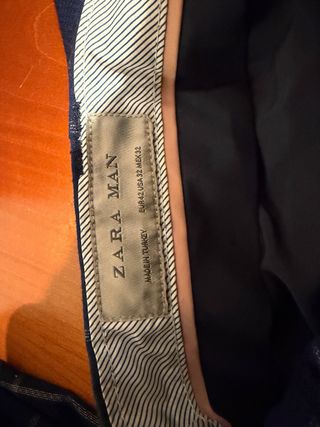 ZARA MAN
EUR 42 USA 32 MEX 32
MADE IN TURKEY